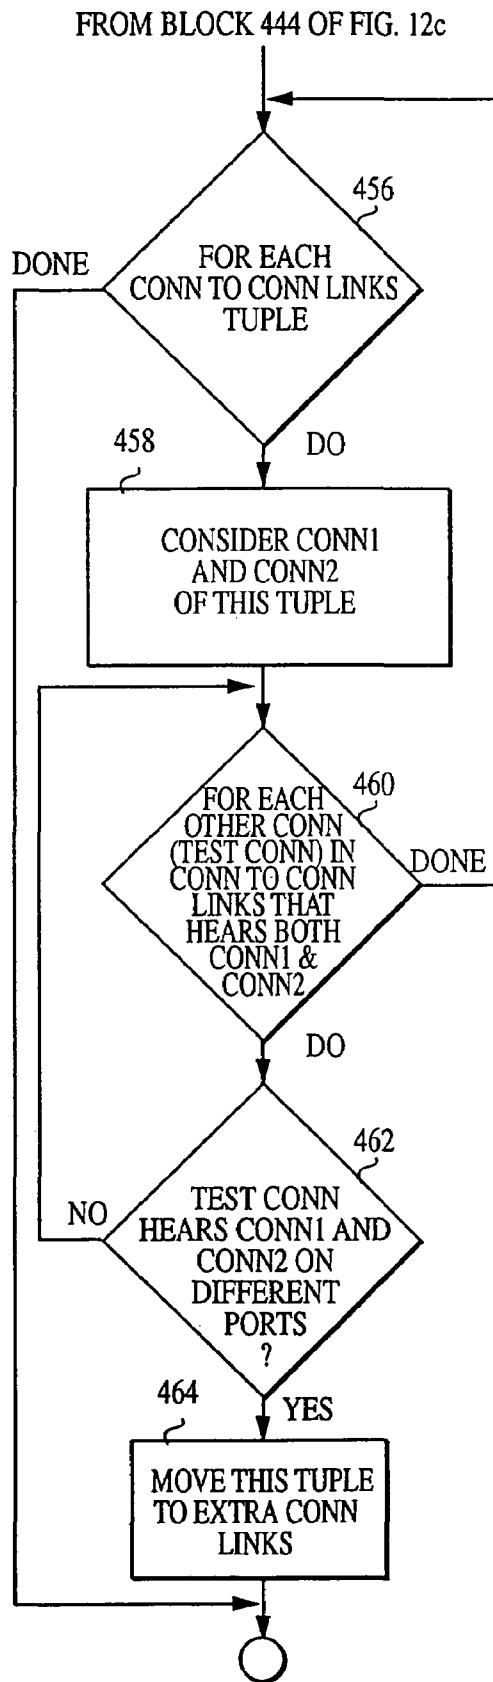 FROM BLOCK 444 OF FIG. 12c
456
DONE
FOR EACH
CONN TO CONN LINKS
TUPLE
DO
458
CONSIDER CONN1
AND CONN2
OF THIS TUPLE
460
FOR EACH
OTHER CONN
(TEST CONN) IN
CONN TO CONN
LINKS THAT
HEARS BOTH
CONN1 &
CONN2
DONE
DO
462
NO
TEST CONN
HEARS CONN1 AND
CONN2 ON
DIFFERENT
PORTS
?
YES
464
MOVE THIS TUPLE
TO EXTRA CONN
LINKS